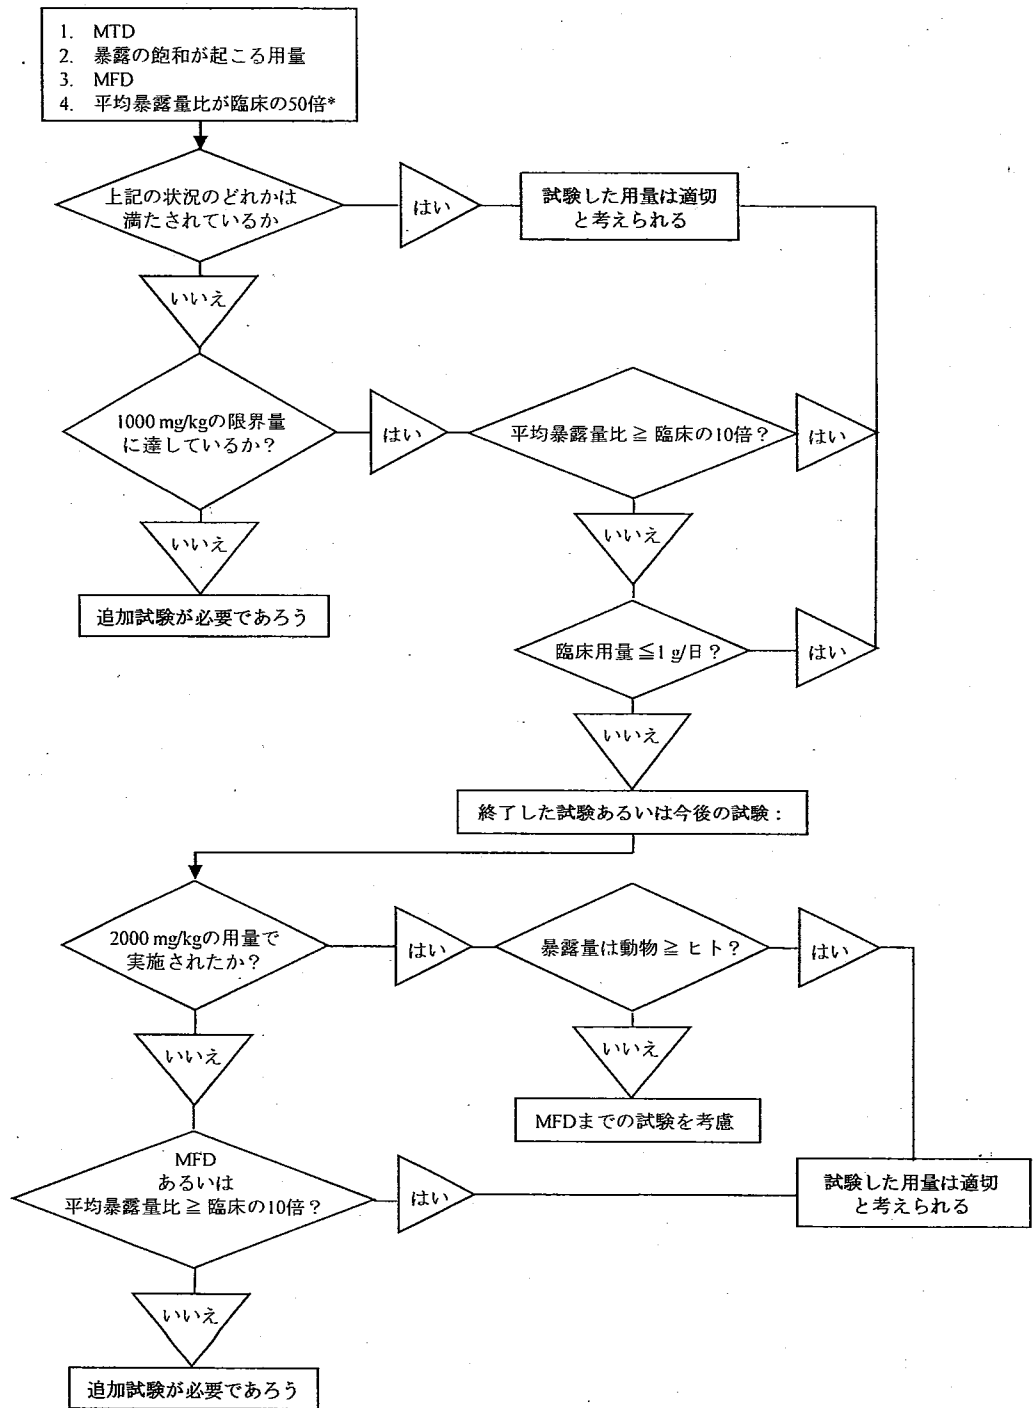 1. MTD
2. 暴露の飽和が起こる用量
3. MFD
4. 平均暴露量比が臨床の50倍*
上記の状況のどれかは
満たされているか
はい
試験した用量は適切
と考えられる
いいえ
1000 mg/kgの限界量
に達しているか?
はい
平均暴露量比 ≧ 臨床の10倍?
はい
いいえ
いいえ
追加試験が必要であろう
臨床用量 ≦1 g/日?
はい
いいえ
終了した試験あるいは今後の試験:
2000 mg/kgの用量で
実施されたか?
はい
暴露量は動物 ≧ ヒト?
はい
いいえ
いいえ
MFDまでの試験を考慮
MFD
あるいは
平均暴露量比 ≧ 臨床の10倍?
はい
試験した用量は適切
と考えられる
いいえ
追加試験が必要であろう